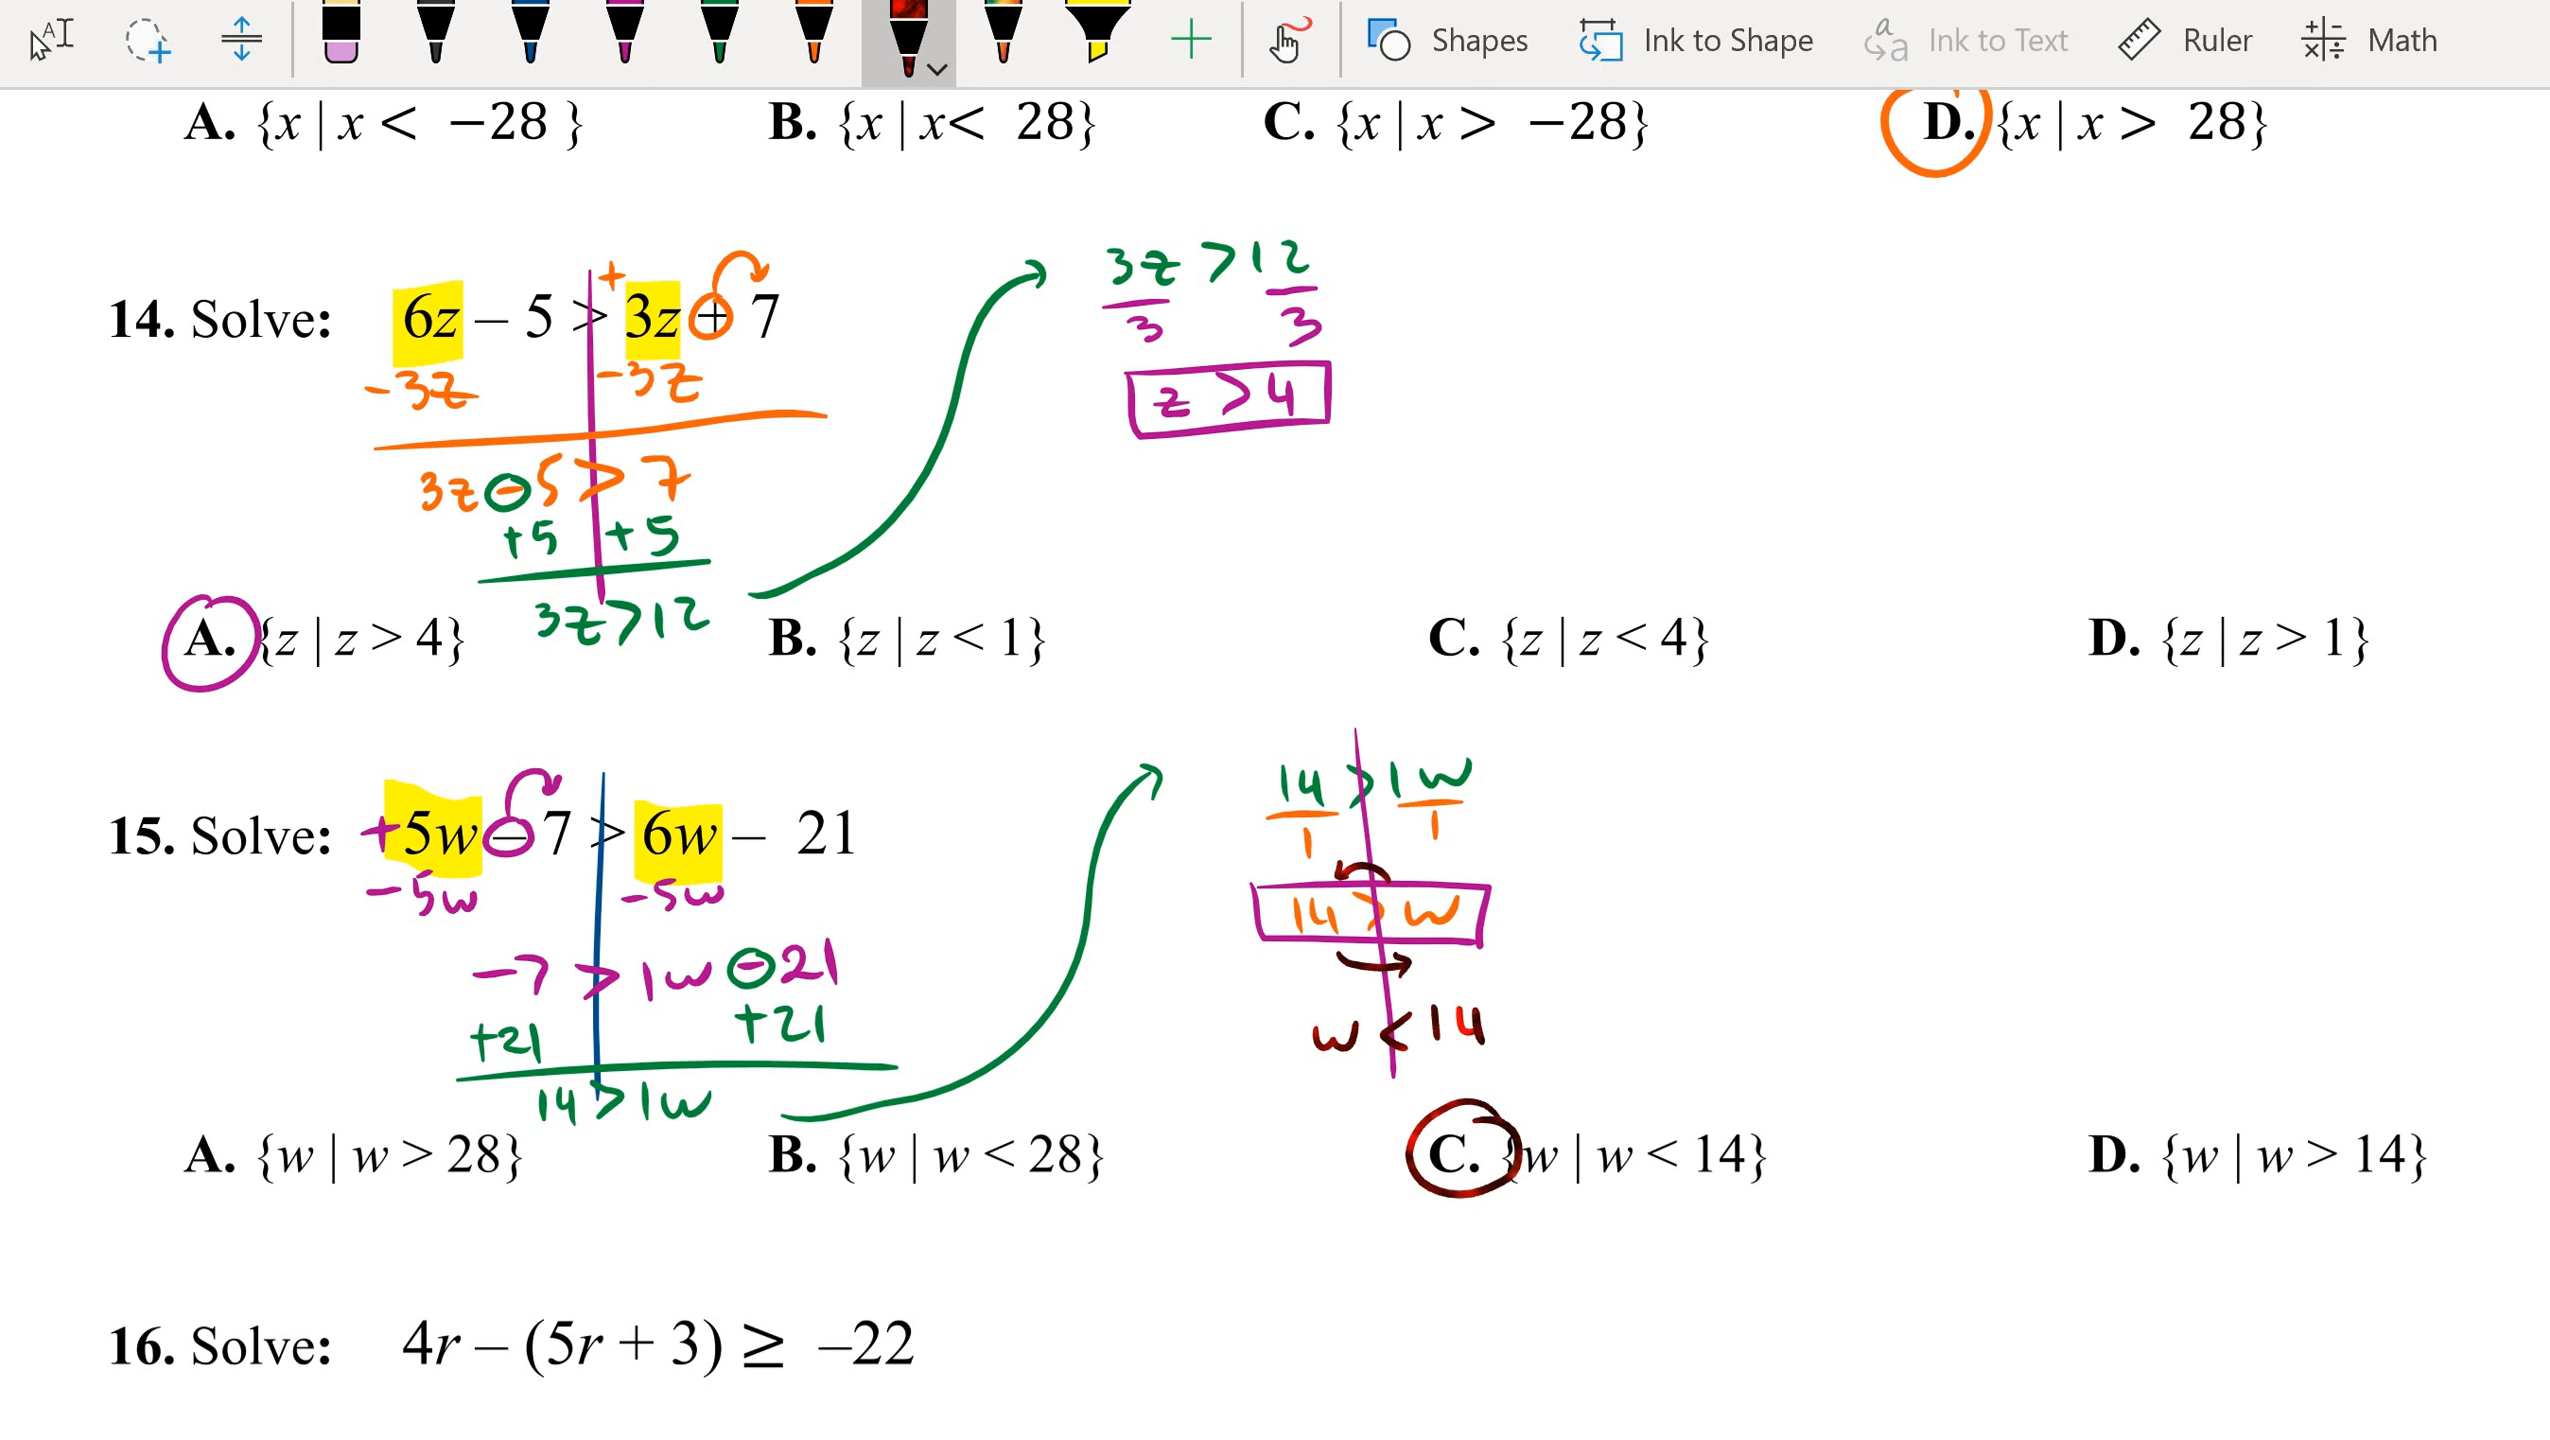 Shapes Ink to Shape Ink to Text Ruler Math
A. {x | x < −28 } B. {x | x< 28} C. {x | x > −28} D. {x | x > 28}
3z > 12
3 3
z > 4
+
14. Solve: 6z – 5 > 3z + 7
-3z -3z
3z - 5 > 7
+5 +5
3z > 12
A. {z | z > 4} B. {z | z < 1} C. {z | z < 4} D. {z | z > 1}
14 > 1w
1 1
14 > w
w < 14
15. Solve: +5w – 7 > 6w – 21
-5w -5w
-7 > 1w - 21
+21 +21
14 > 1w
A. {w | w > 28} B. {w | w < 28} C. {w | w < 14} D. {w | w > 14}
16. Solve: 4r – (5r + 3) ≥ –22